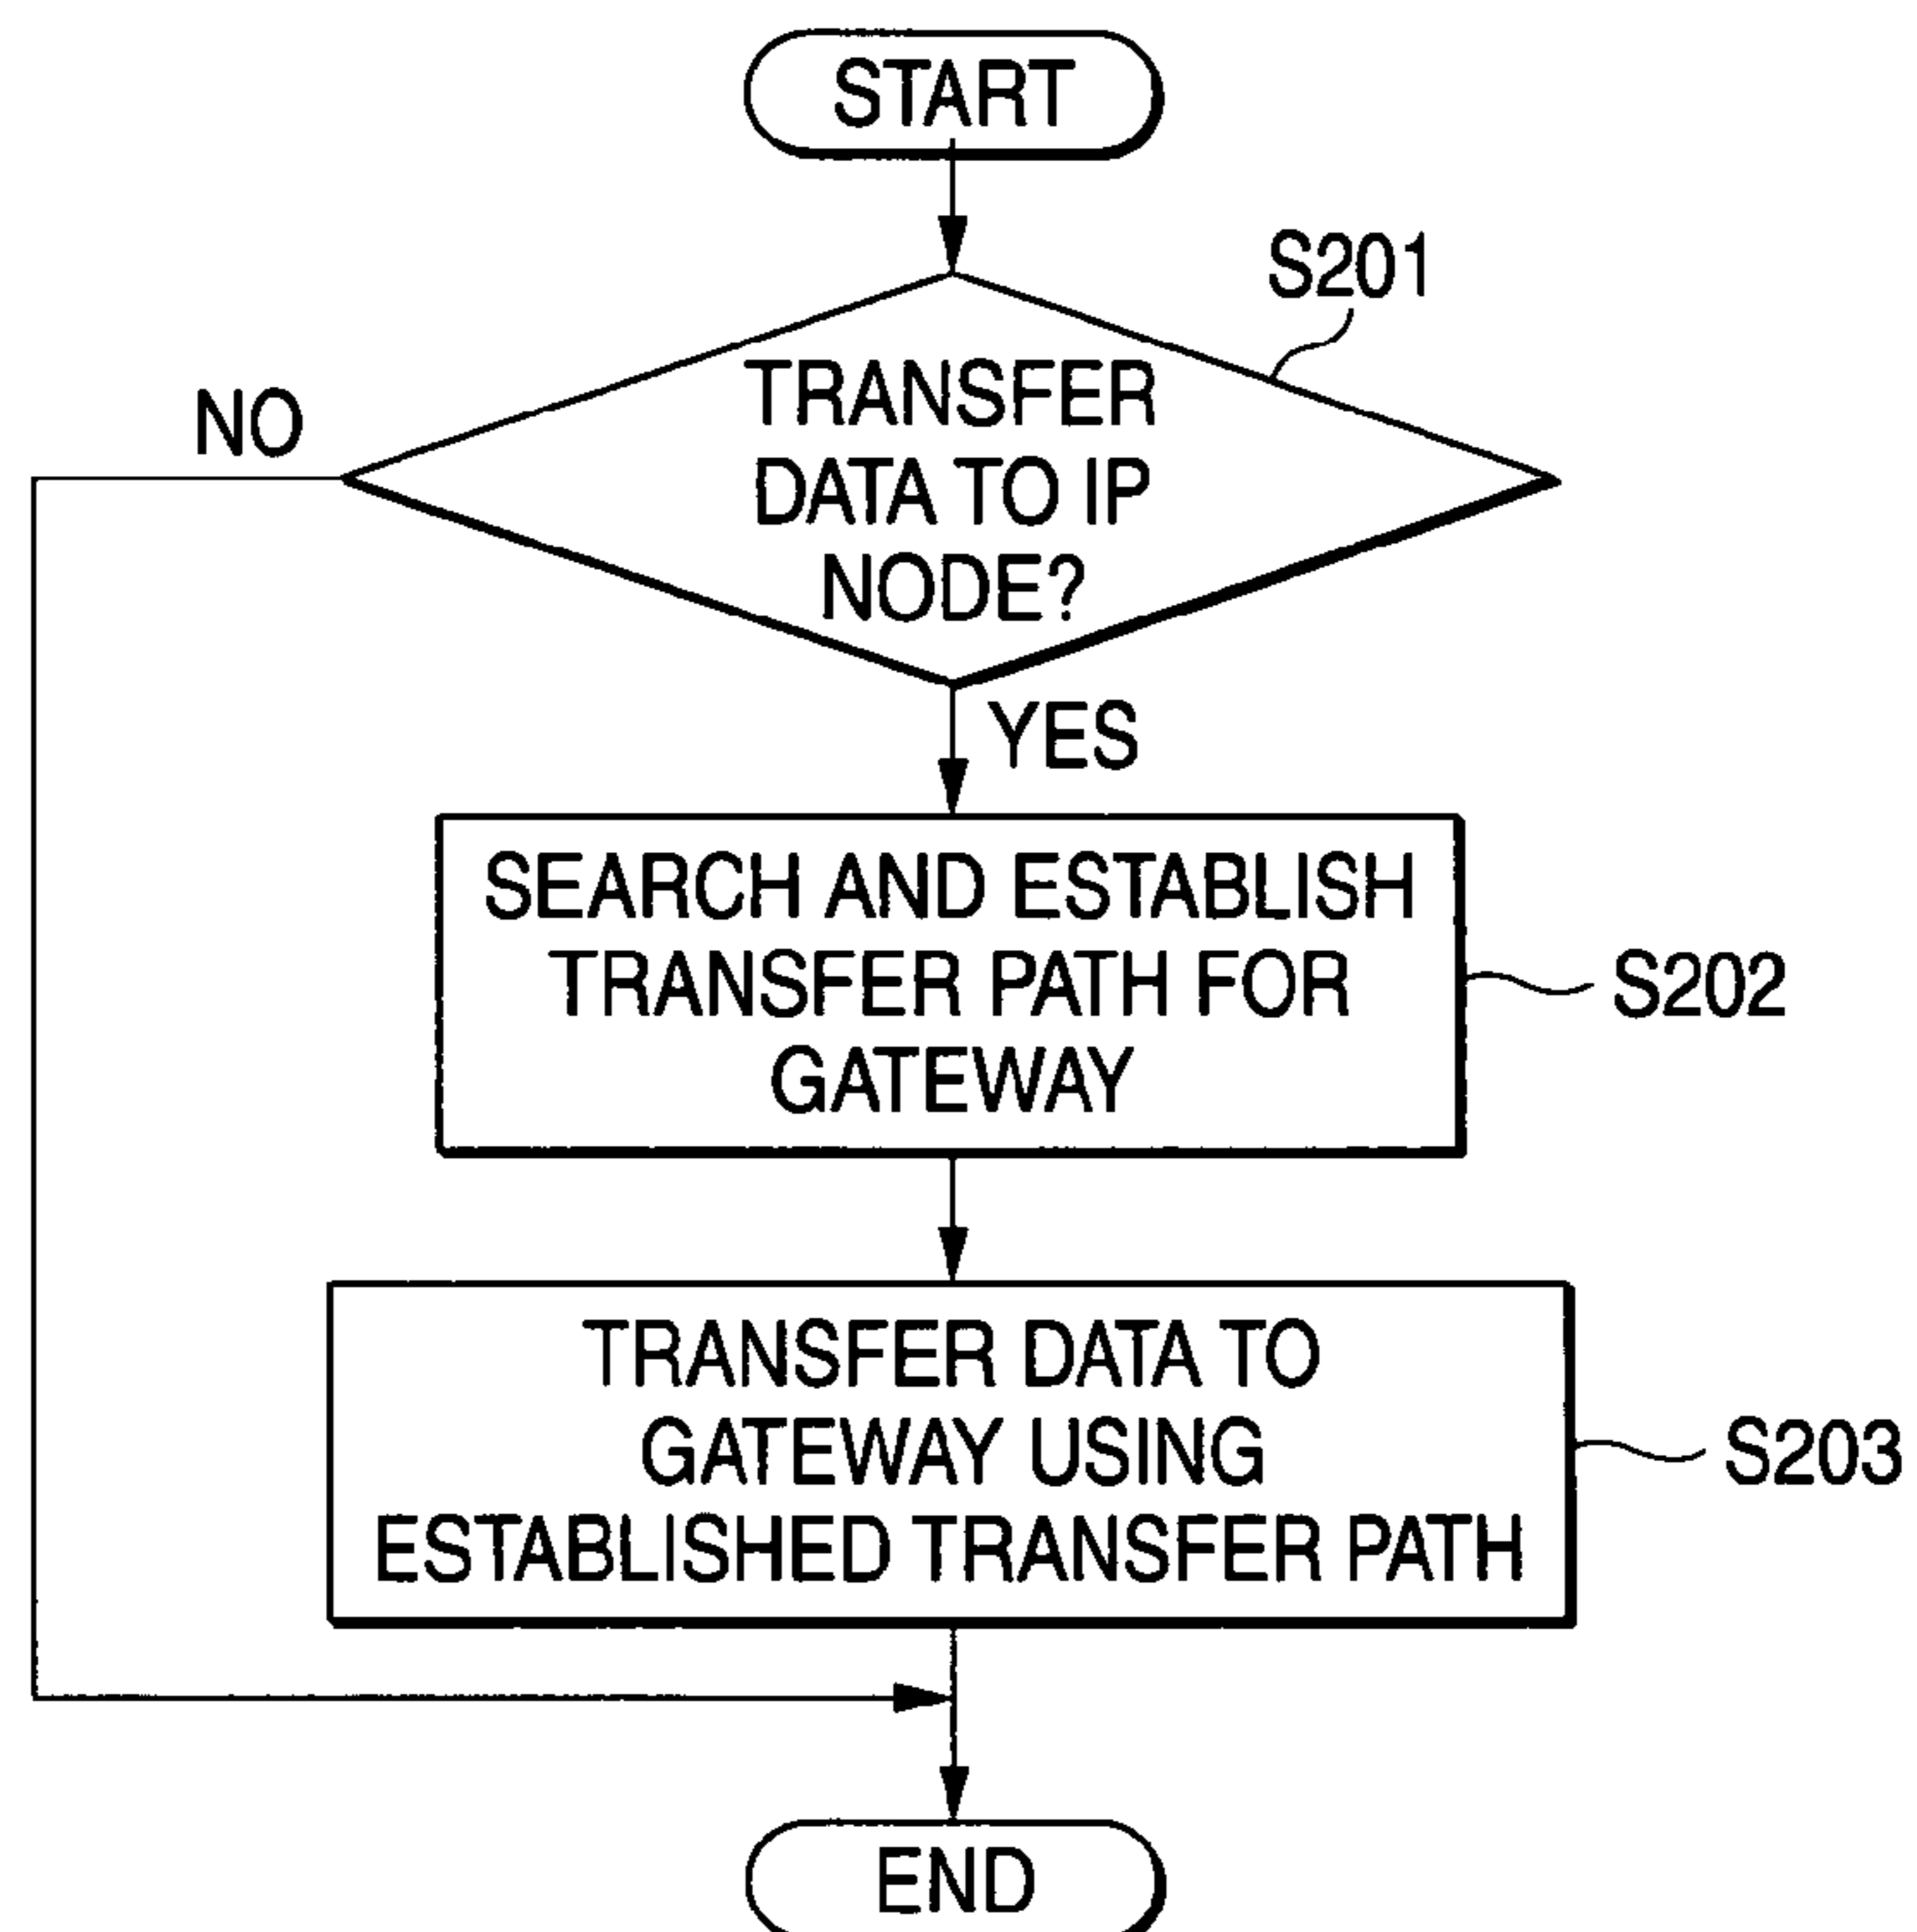 START
S201
TRANSFER
DATA TO IP
NODE?
NO
YES
SEARCH AND ESTABLISH
TRANSFER PATH FOR
GATEWAY
S202
TRANSFER DATA TO
GATEWAY USING
ESTABLISHED TRANSFER PATH
S203
END